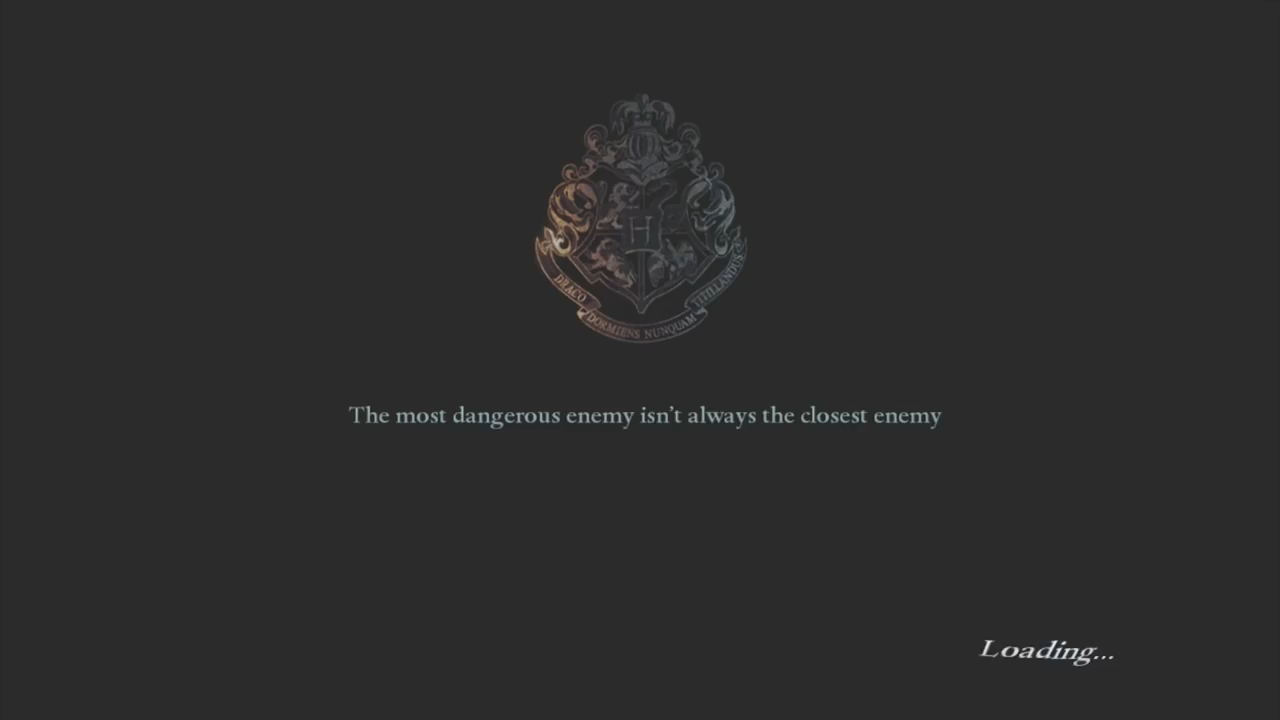 H
DRACO DORMIENS NUNQUAM TITILLANDUS
The most dangerous enemy isn't always the closest enemy
Loading...